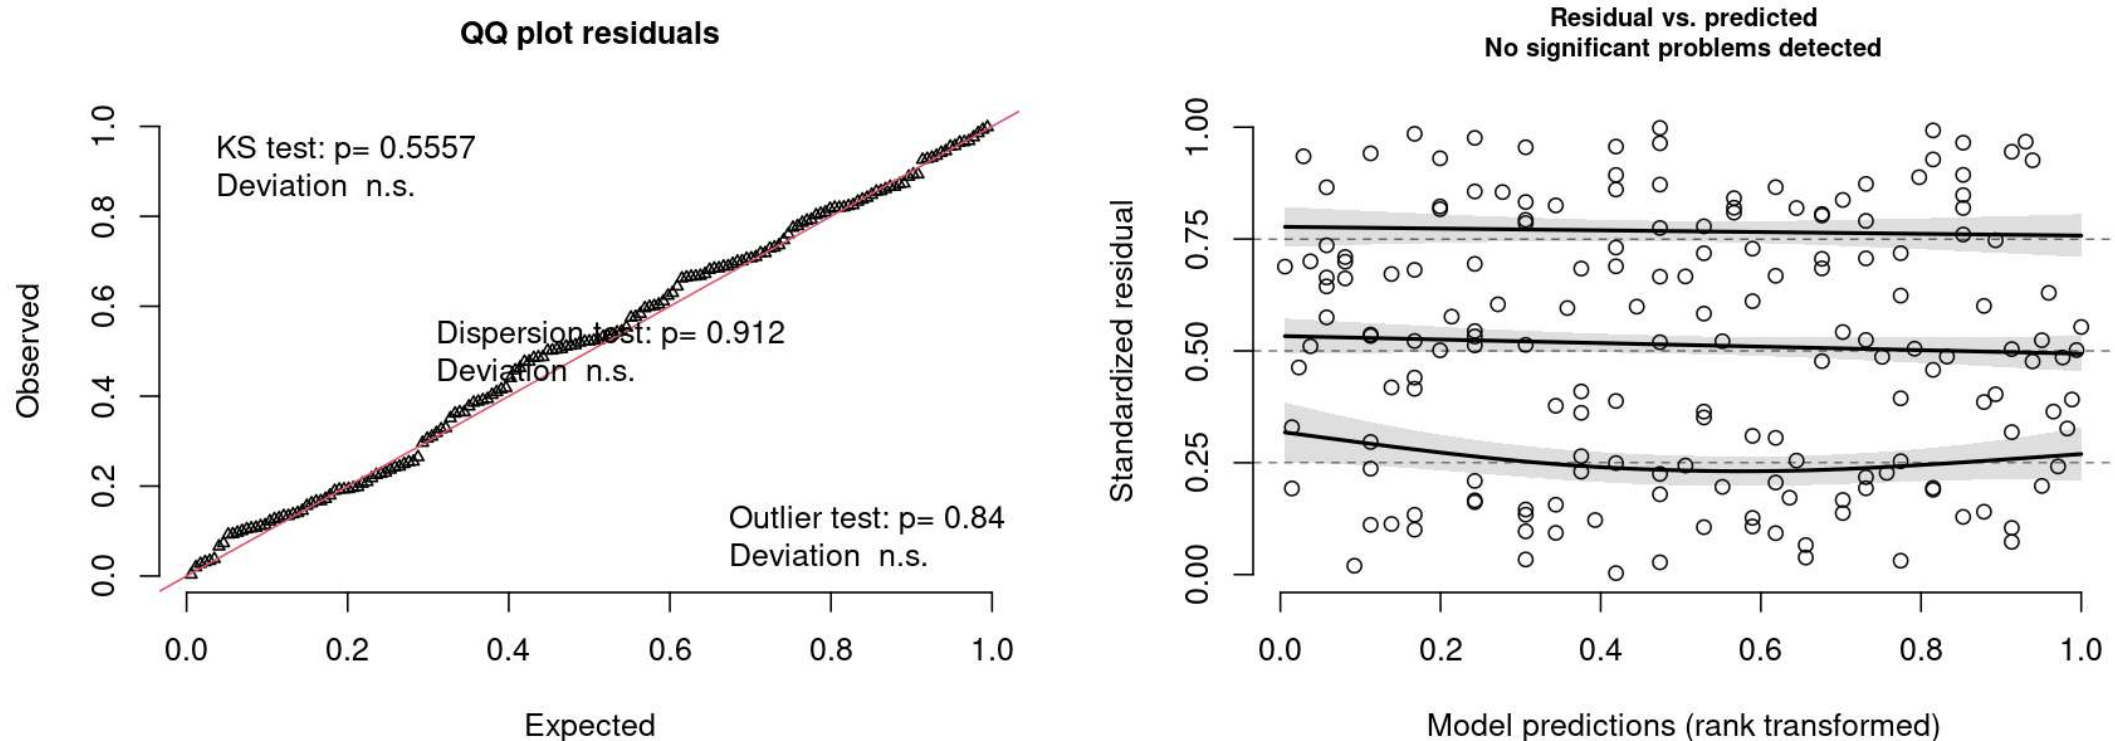 QQ plot residuals
KS test: p= 0.5557
Deviation  n.s.
Dispersion test: p= 0.912
Deviation  n.s.
Outlier test: p= 0.84
Deviation  n.s.
Observed
0.0
0.2
0.4
0.6
0.8
1.0
0.0 0.2 0.4 0.6 0.8 1.0
Expected
Residual vs. predicted
No significant problems detected
Standardized residual
0.00
0.25
0.50
0.75
1.00
0.0 0.2 0.4 0.6 0.8 1.0
Model predictions (rank transformed)